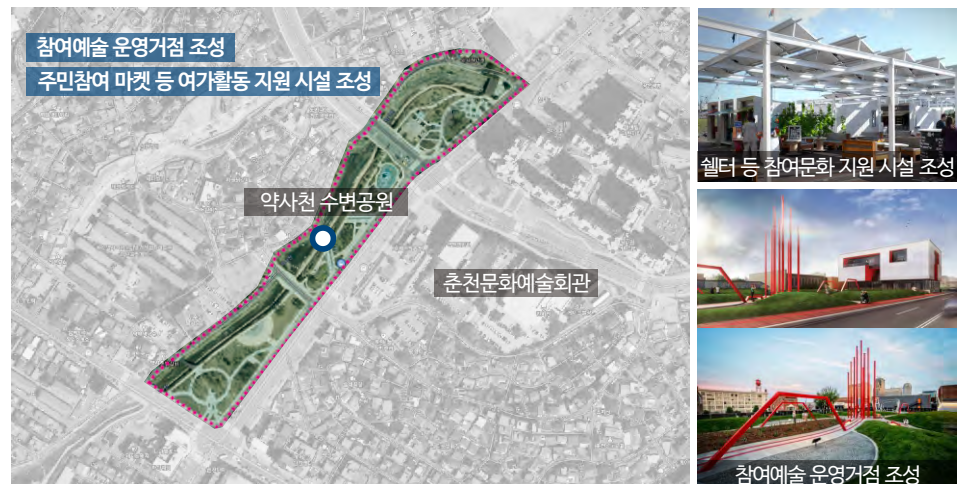 참여예술 운영거점 조성
주민참여 마켓 등 여가활동 지원 시설 조성
약사천 수변공원
춘천문화예술회관
쉘터 등 참여문화 지원 시설 조성
참여예술 운영거점 조성